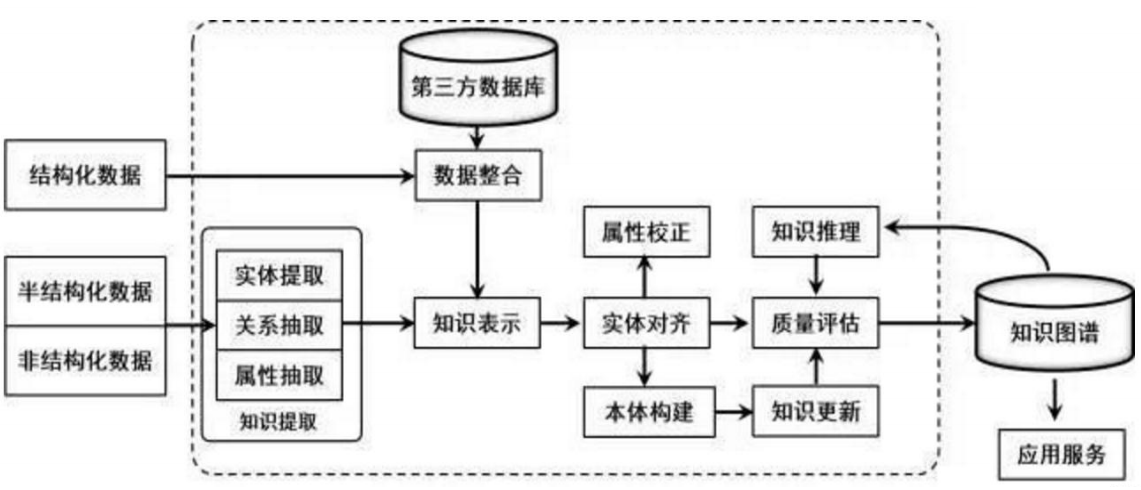 第三方数据库
结构化数据
数据整合
属性校正
知识推理
半结构化数据
非结构化数据
实体提取
关系抽取
属性抽取
知识提取
知识表示
实体对齐
质量评估
知识图谱
本体构建
知识更新
应用服务